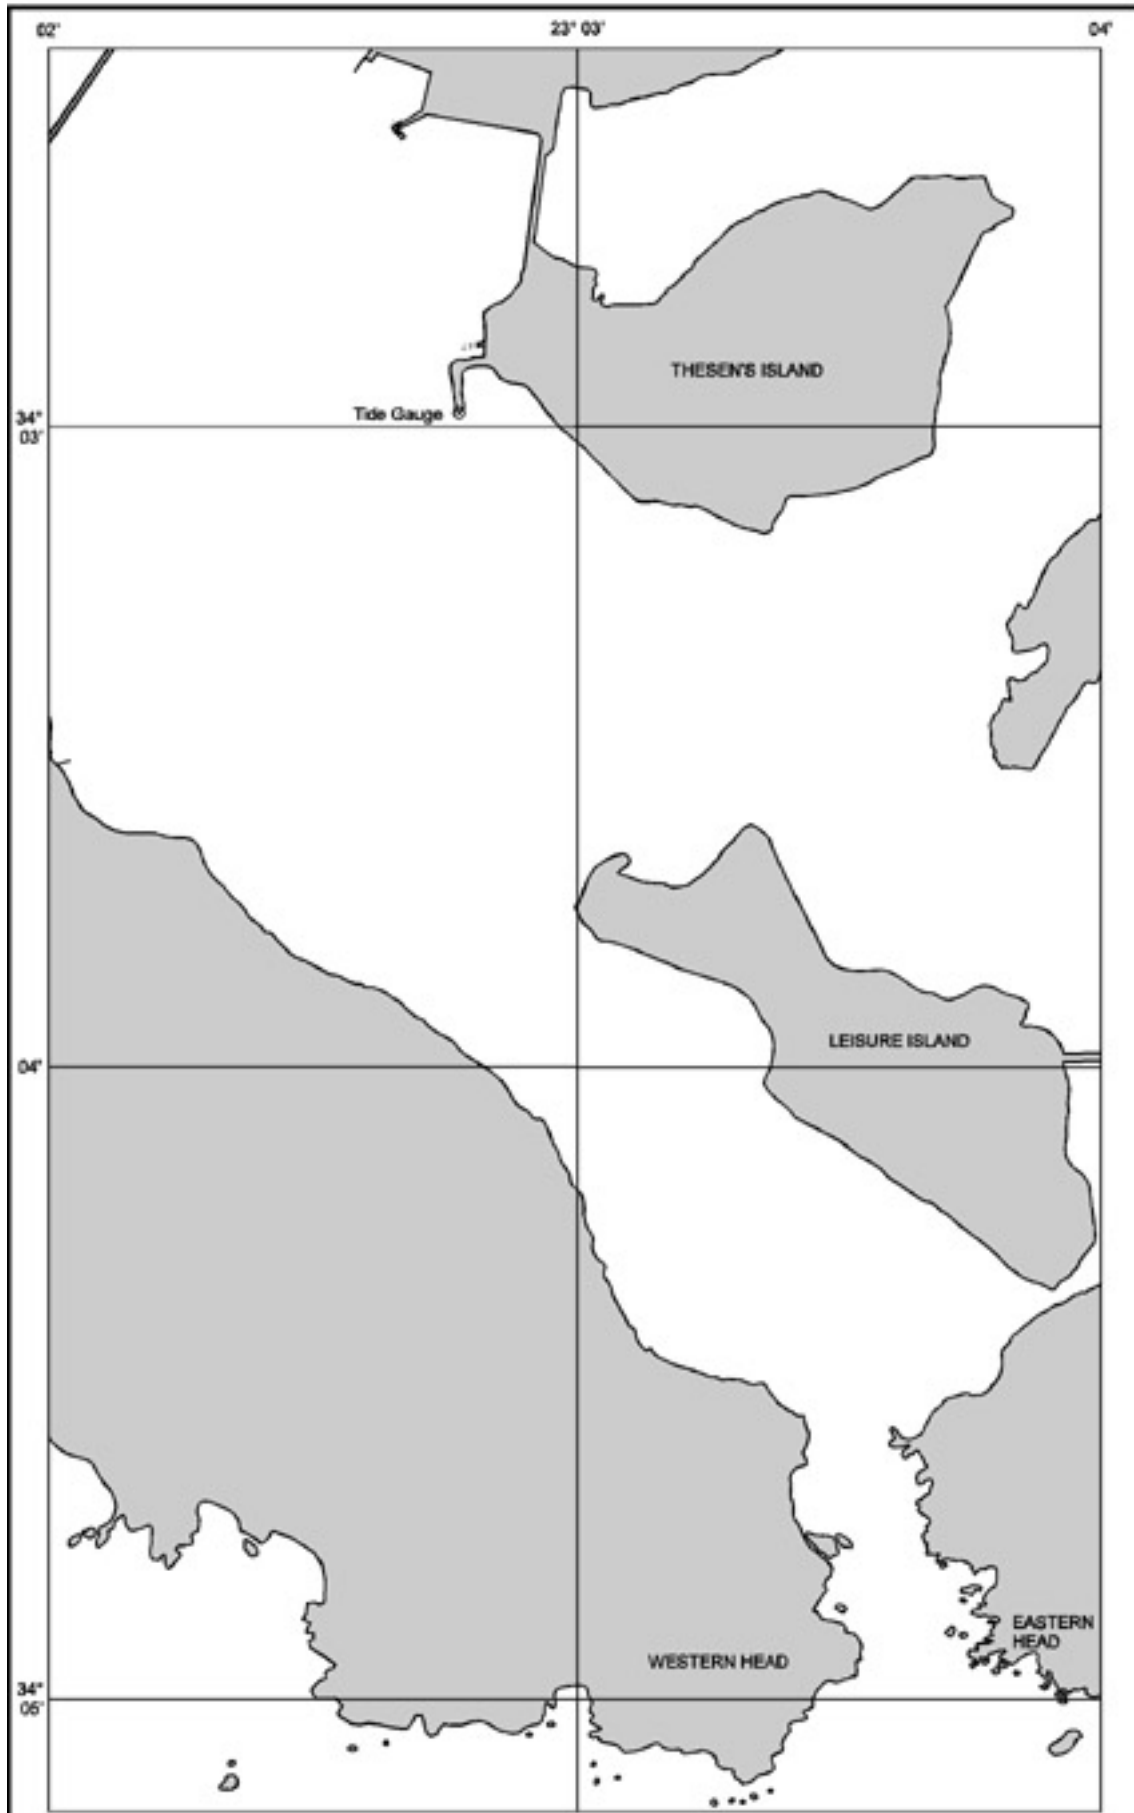 02'
23° 03'
04'
THESEN'S ISLAND
Tide Gauge
34°
03'
LEISURE ISLAND
04'
EASTERN
HEAD
WESTERN HEAD
34°
05'